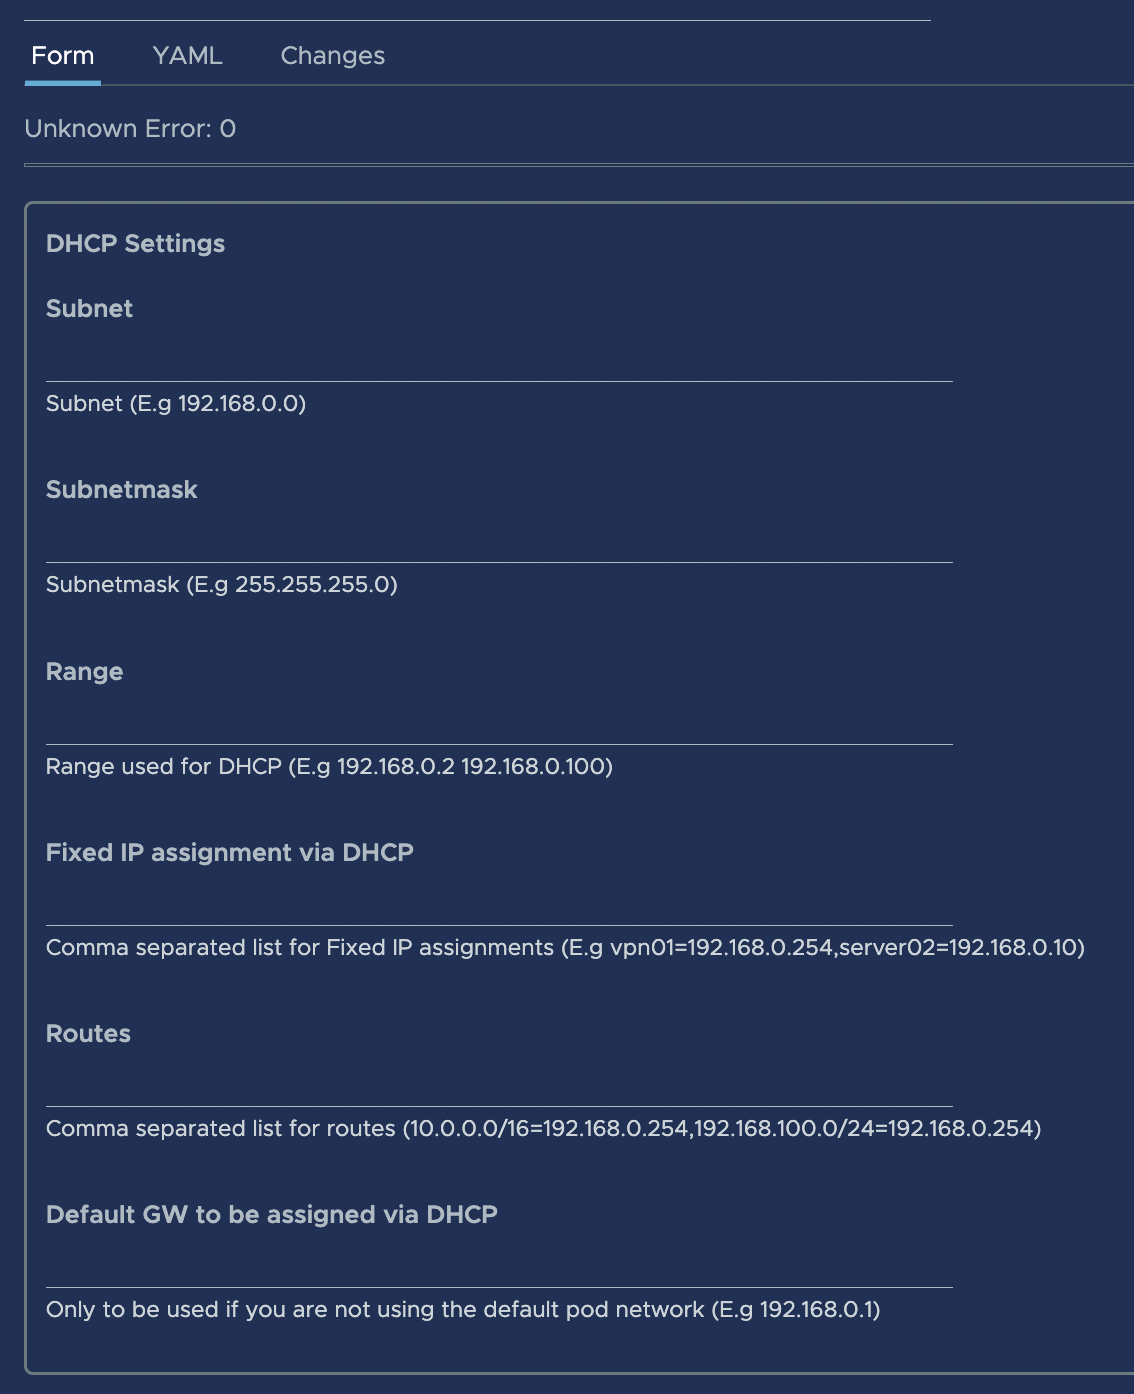 Form YAML Changes
Unknown Error: 0
DHCP Settings
Subnet
Subnet (E.g 192.168.0.0)
Subnetmask
Subnetmask (E.g 255.255.255.0)
Range
Range used for DHCP (E.g 192.168.0.2 192.168.0.100)
Fixed IP assignment via DHCP
Comma separated list for Fixed IP assignments (E.g vpn01=192.168.0.254,server02=192.168.0.10)
Routes
Comma separated list for routes (10.0.0.0/16=192.168.0.254,192.168.100.0/24=192.168.0.254)
Default GW to be assigned via DHCP
Only to be used if you are not using the default pod network (E.g 192.168.0.1)